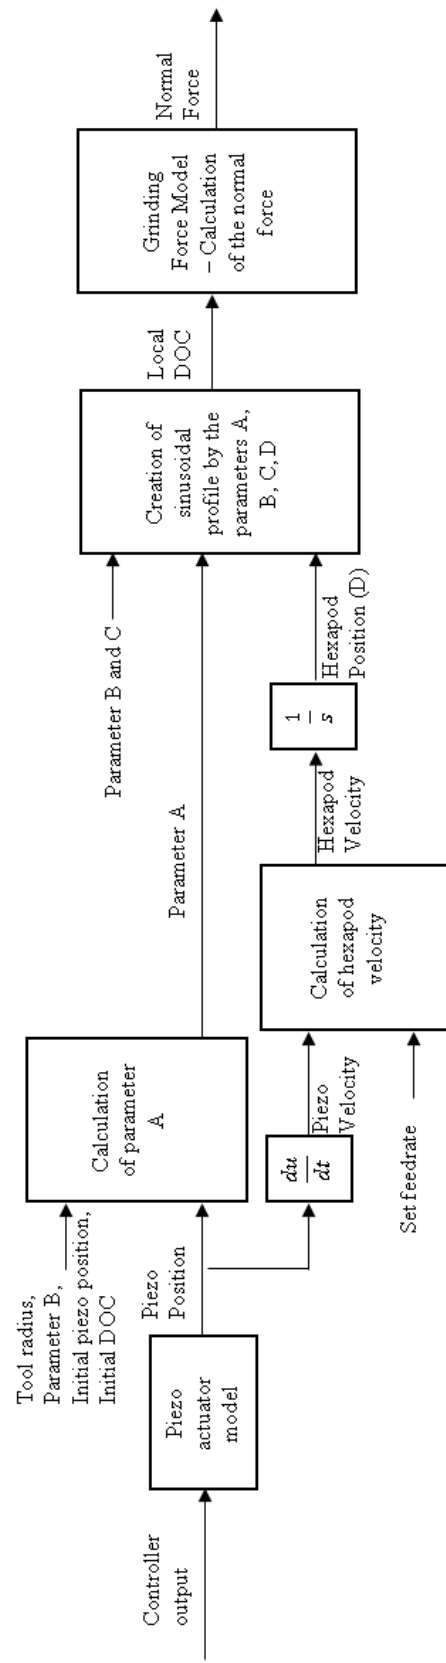 Controller
output
Piezo
actuator
model
Piezo
Position
Tool radius,
Parameter B,
Initial piezo position,
Initial DOC
Calculation
of parameter
A
Parameter A
du
dt
Piezo
Velocity
Set feedrate
Calculation
of hexapod
velocity
Hexapod
Velocity
1
s
Hexapod
Position (D)
Parameter B and C
Creation of
sinusoidal
profile by the
parameters A,
B, C, D
Local
DOC
Grinding
Force Model
– Calculation
of the normal
force
Normal
Force